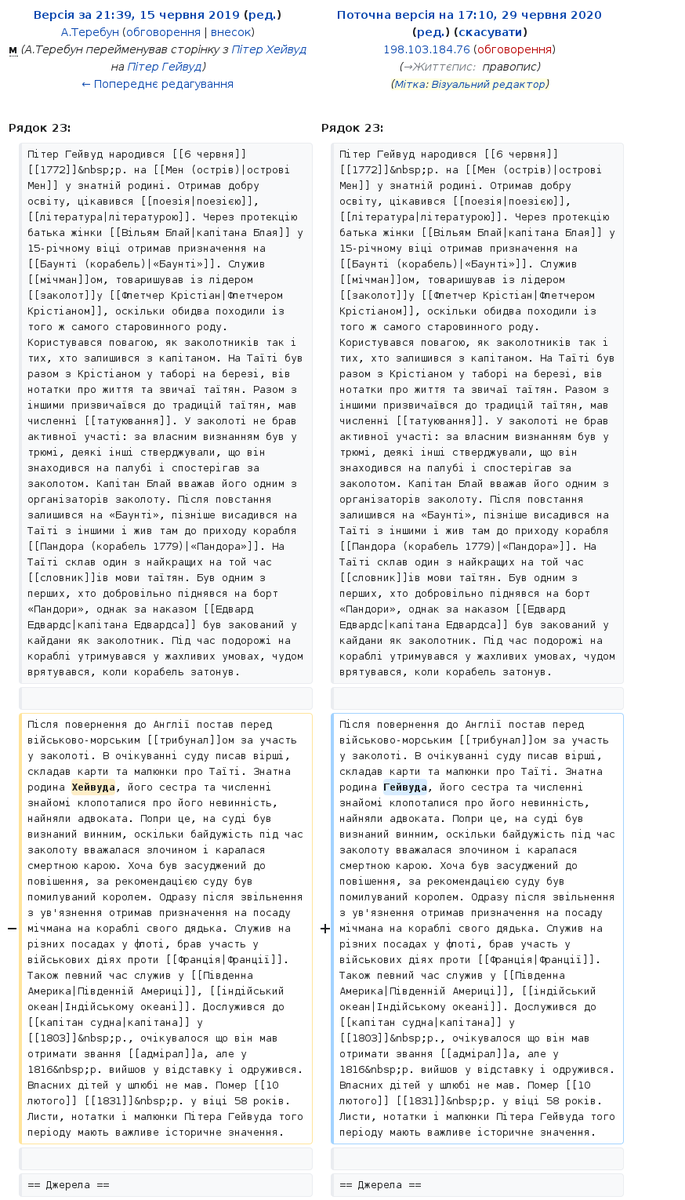 Версія за 21:39, 15 червня 2019 (ред.)
А.Теребун (обговорення | внесок)
м (А.Теребун перейменував сторінку з Пітер Хейвуд
на Пітер Гейвуд)
← Попереднє редагування
Поточна версія на 17:10, 29 червня 2020
(ред.) (скасувати)
198.103.184.76 (обговорення)
(→Життєпис: правопис)
(Мітка: Візуальний редактор)
Рядок 23:
Рядок 23:
Пітер Гейвуд народився [[6 червня]]
[[1772]]&nbsp;р. на [[Мен (острів)|острові
Мен]] у знатній родині. Отримав добру
освіту, цікавився [[поезія|поезією]],
[[література|літературою]]. Через протекцію
батька жінки [[Вільям Блай|капітана Блая]] у
15-річному віці отримав призначення на
[[Баунті (корабель)|«Баунті»]]. Служив
[[мічман]]ом, товаришував із лідером
[[заколот]]у [[Флетчер Крістіан|Флетчером
Крістіаном]], оскільки обидва походили із
того ж самого старовинного роду.
Користувався повагою, як заколотників так і
тих, хто залишився з капітаном. На Таїті був
разом з Крістіаном у таборі на березі, вів
нотатки про життя та звичаї таїтян. Разом з
іншими призвичаївся до традицій таїтян, мав
численні [[татуювання]]. У заколоті не брав
активної участі: за власним визнанням був у
трюмі, деякі інші стверджували, що він
знаходився на палубі і спостерігав за
заколотом. Капітан Блай вважав його одним з
організаторів заколоту. Після повстання
залишився на «Баунті», пізніше висадився на
Таїті з іншими і жив там до приходу корабля
[[Пандора (корабель 1779)|«Пандора»]]. На
Таїті склав один з найкращих на той час
[[словник]]ів мови таїтян. Був одним з
перших, хто добровільно піднявся на борт
«Пандори», однак за наказом [[Едвард
Едвардс|капітана Едвардса]] був закований у
кайдани як заколотник. Під час подорожі на
кораблі утримувався у жахливих умовах, чудом
врятувався, коли корабель затонув.
Пітер Гейвуд народився [[6 червня]]
[[1772]]&nbsp;р. на [[Мен (острів)|острові
Мен]] у знатній родині. Отримав добру
освіту, цікавився [[поезія|поезією]],
[[література|літературою]]. Через протекцію
батька жінки [[Вільям Блай|капітана Блая]] у
15-річному віці отримав призначення на
[[Баунті (корабель)|«Баунті»]]. Служив
[[мічман]]ом, товаришував із лідером
[[заколот]]у [[Флетчер Крістіан|Флетчером
Крістіаном]], оскільки обидва походили із
того ж самого старовинного роду.
Користувався повагою, як заколотників так і
тих, хто залишився з капітаном. На Таїті був
разом з Крістіаном у таборі на березі, вів
нотатки про життя та звичаї таїтян. Разом з
іншими призвичаївся до традицій таїтян, мав
численні [[татуювання]]. У заколоті не брав
активної участі: за власним визнанням був у
трюмі, деякі інші стверджували, що він
знаходився на палубі і спостерігав за
заколотом. Капітан Блай вважав його одним з
організаторів заколоту. Після повстання
залишився на «Баунті», пізніше висадився на
Таїті з іншими і жив там до приходу корабля
[[Пандора (корабель 1779)|«Пандора»]]. На
Таїті склав один з найкращих на той час
[[словник]]ів мови таїтян. Був одним з
перших, хто добровільно піднявся на борт
«Пандори», однак за наказом [[Едвард
Едвардс|капітана Едвардса]] був закований у
кайдани як заколотник. Під час подорожі на
кораблі утримувався у жахливих умовах, чудом
врятувався, коли корабель затонув.
−
Після повернення до Англії постав перед
військово-морським [[трибунал]]ом за участь
у заколоті. В очікуванні суду писав вірші,
складав карти та малюнки про Таїті. Знатна
родина Хейвуда, його сестра та численні
знайомі клопоталися про його невинність,
найняли адвоката. Попри це, на суді був
визнаний винним, оскільки байдужість під час
заколоту вважалася злочином і каралася
смертною карою. Хоча був засуджений до
повішення, за рекомендацією суду був
помилуваний королем. Одразу після звільнення
з ув'язнення отримав призначення на посаду
мічмана на кораблі свого дядька. Служив на
різних посадах у флоті, брав участь у
військових діях проти [[Франція|Франції]].
Також певний час служив у [[Південна
Америка|Південній Америці]], [[індійський
океан|Індійському океані]]. Дослужився до
[[капітан судна|капітана]] у
[[1803]]&nbsp;р., очікувалося що він мав
отримати звання [[адмірал]]а, але у
1816&nbsp;р. вийшов у відставку і одружився.
Власних дітей у шлюбі не мав. Помер [[10
лютого]] [[1831]]&nbsp;р. у віці 58 років.
Листи, нотатки і малюнки Пітера Гейвуда того
періоду мають важливе історичне значення.
+
Після повернення до Англії постав перед
військово-морським [[трибунал]]ом за участь
у заколоті. В очікуванні суду писав вірші,
складав карти та малюнки про Таїті. Знатна
родина Гейвуда, його сестра та численні
знайомі клопоталися про його невинність,
найняли адвоката. Попри це, на суді був
визнаний винним, оскільки байдужість під час
заколоту вважалася злочином і каралася
смертною карою. Хоча був засуджений до
повішення, за рекомендацією суду був
помилуваний королем. Одразу після звільнення
з ув'язнення отримав призначення на посаду
мічмана на кораблі свого дядька. Служив на
різних посадах у флоті, брав участь у
військових діях проти [[Франція|Франції]].
Також певний час служив у [[Південна
Америка|Південній Америці]], [[індійський
океан|Індійському океані]]. Дослужився до
[[капітан судна|капітана]] у
[[1803]]&nbsp;р., очікувалося що він мав
отримати звання [[адмірал]]а, але у
1816&nbsp;р. вийшов у відставку і одружився.
Власних дітей у шлюбі не мав. Помер [[10
лютого]] [[1831]]&nbsp;р. у віці 58 років.
Листи, нотатки і малюнки Пітера Гейвуда того
періоду мають важливе історичне значення.
== Джерела ==
== Джерела ==